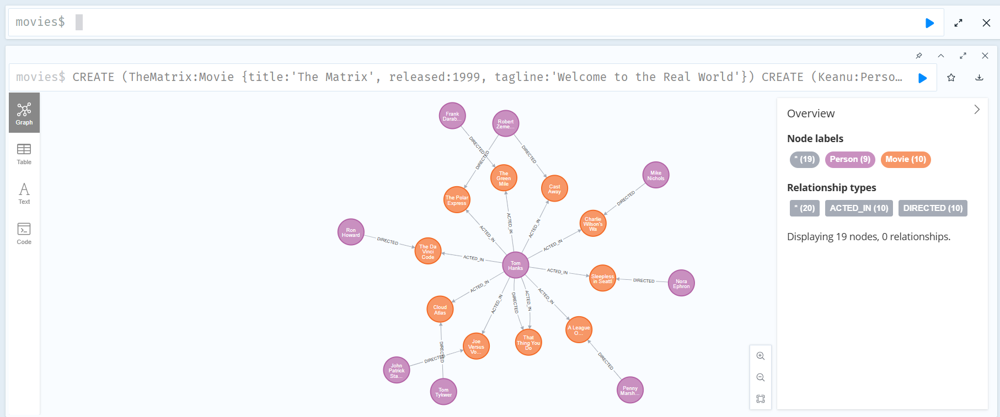 movies$
movies$ CREATE (TheMatrix:Movie {title:'The Matrix', released:1999, tagline:'Welcome to the Real World'}) CREATE (Keanu:Perso…
Graph
Table
Text
Code
Frank
Darab...
Robert
Zeme...
DIRECTED
DIRECTED
DIRECTED
The
Green
Mile
Cast
Away
The Polar
Express
Mike
Nichols
DIRECTED
Charlie
Wilson's
Wa
ACTED_IN
ACTED_IN
ACTED_IN
ACTED_IN
Ron
Howard
DIRECTED
The Da
Vinci
Code
ACTED_IN
Tom
Hanks
ACTED_IN
Sleepless
in Seattl
DIRECTED
Nora
Ephron
ACTED_IN
ACTED_IN
DIRECTED
ACTED_IN
ACTED_IN
Cloud
Atlas
Joe
Versus
Vo...
That
Thing You
Do
A League
O...
DIRECTED
DIRECTED
DIRECTED
John
Patrick
Sta...
Tom
Tykwer
Penny
Marsh...
Overview
Node labels
* (19) Person (9) Movie (10)
Relationship types
* (20) ACTED_IN (10) DIRECTED (10)
Displaying 19 nodes, 0 relationships.